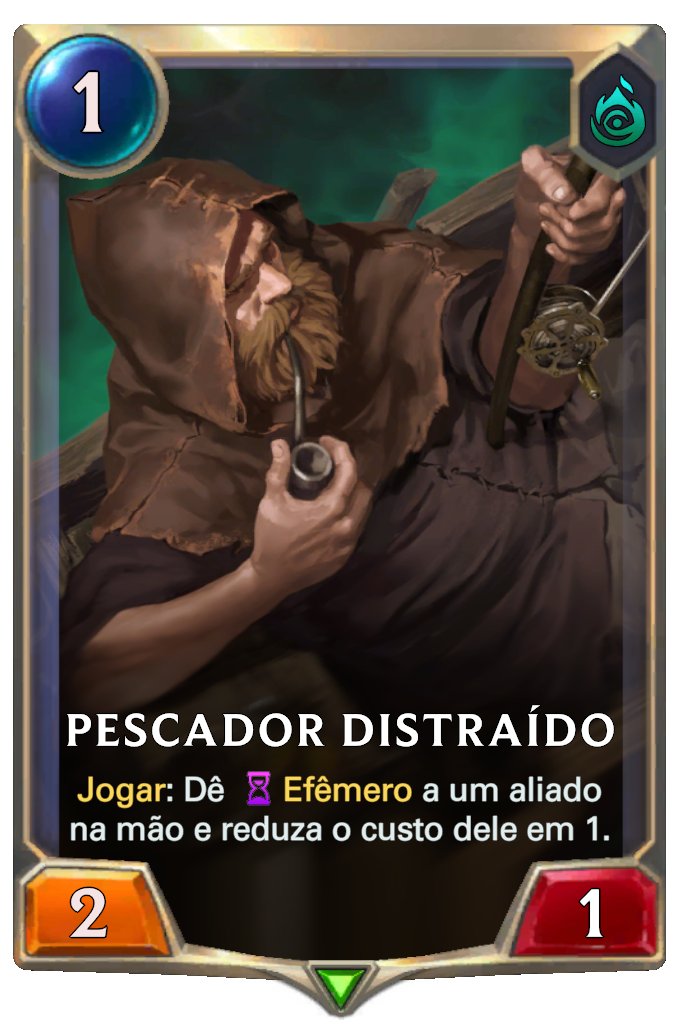 1
PESCADOR DISTRAÍDO
Jogar: Dê Efêmero a um aliado
na mão e reduza o custo dele em 1.
2
1